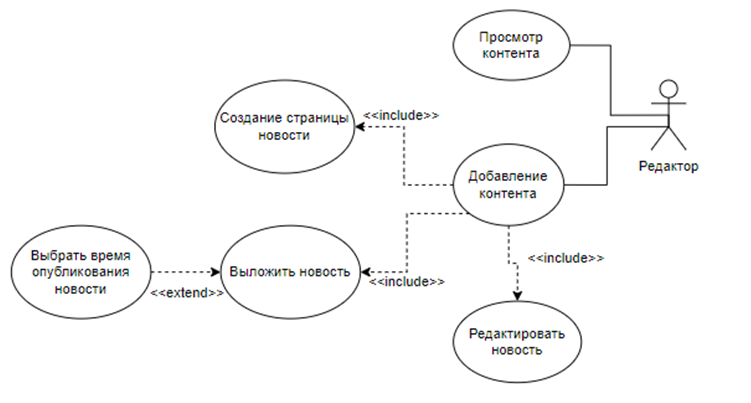 Просмотр
контента
Создание страницы
новости
<<include>>
Редактор
Добавление
контента
Выбрать время
опубликования
новости
<<extend>>
Выложить новость
<<include>>
<<include>>
Редактировать
новость